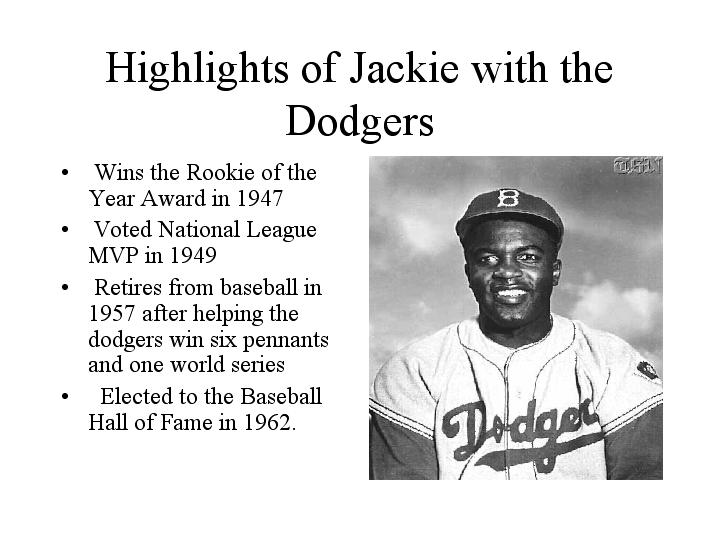 Highlights of Jackie with the
Dodgers
• Wins the Rookie of the
Year Award in 1947
• Voted National League
MVP in 1949
• Retires from baseball in
1957 after helping the
dodgers win six pennants
and one world series
• Elected to the Baseball
Hall of Fame in 1962.
B
Dodgers